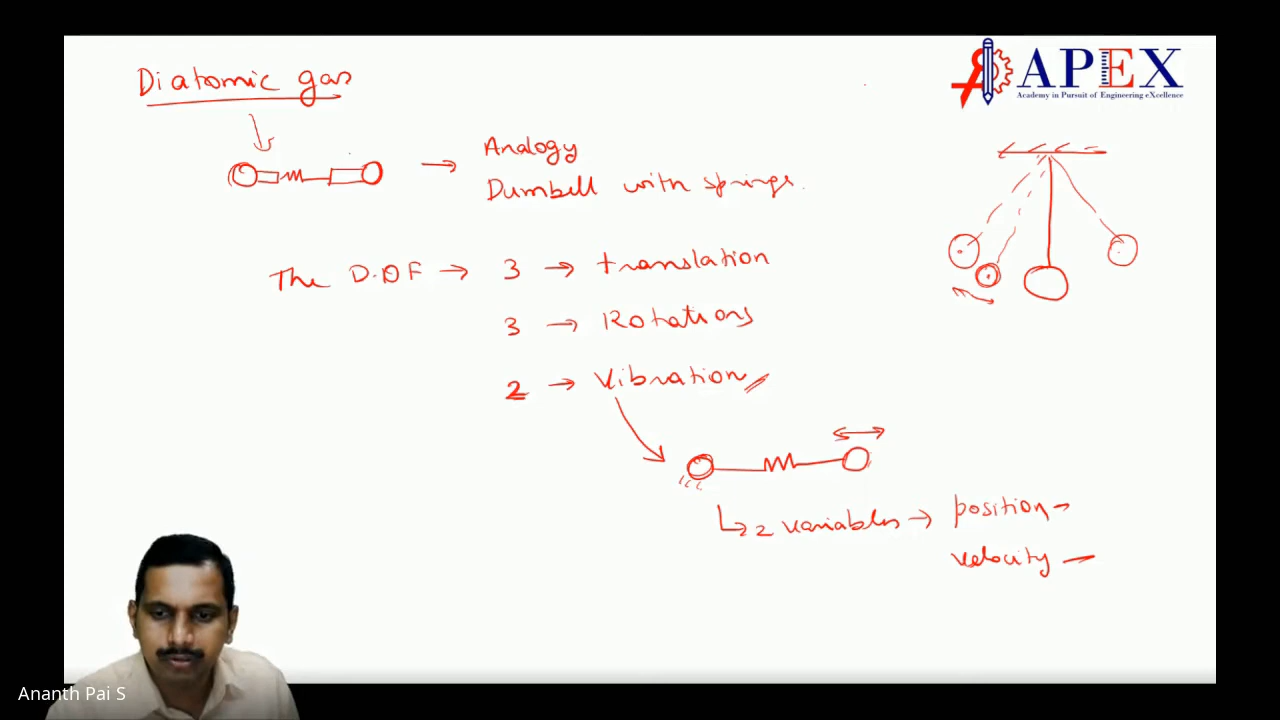 Diatomic gas
APEX
Academy in Pursuit of Engineering eXcellence
Analogy
Dumbell with springs.
The D.O F → 3 → translation
3 → Rotations
2 → Vibration
2 variables → position
velocity
Ananth Pai S